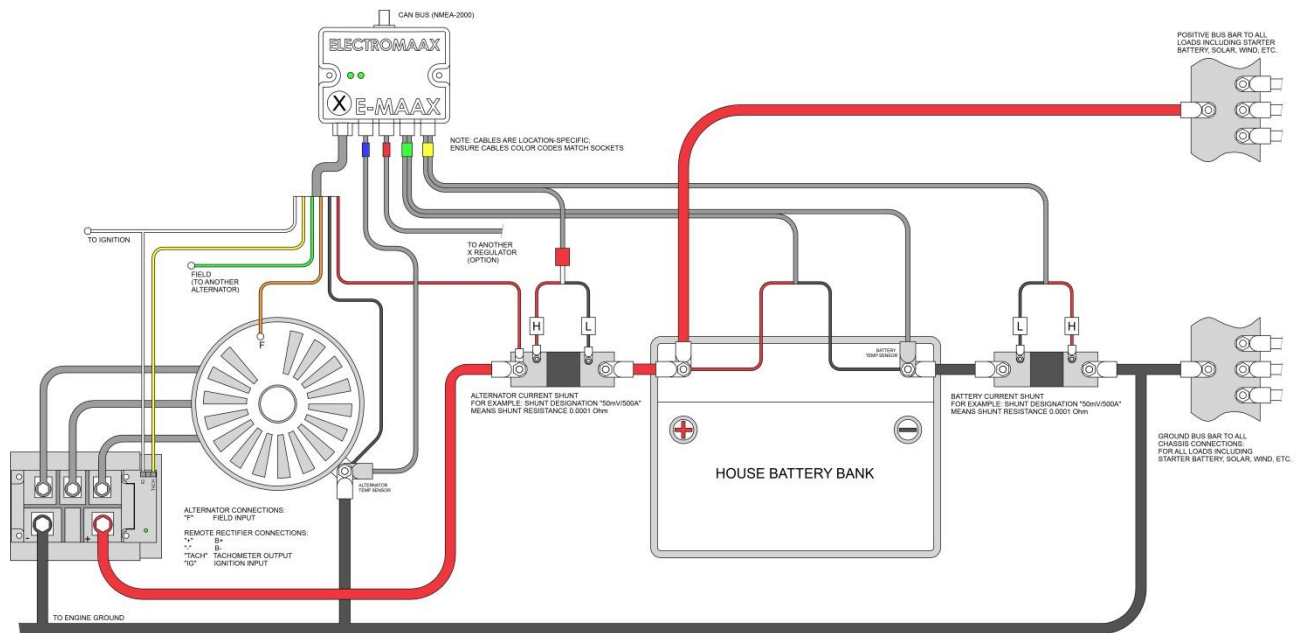 CAN BUS (NMEA-2000)
ELECTROMAAX
X E-MAAX
NOTE: CABLES ARE LOCATION-SPECIFIC;
ENSURE CABLES COLOR CODES MATCH SOCKETS
POSITIVE BUS BAR TO ALL
LOADS INCLUDING STARTER
BATTERY, SOLAR, WIND, ETC.
TO IGNITION
FIELD
(TO ANOTHER
ALTERNATOR)
TO ANOTHER
X REGULATOR
(OPTION)
H
L
L
H
F
BATTERY
TEMP SENSOR
ALTERNATOR CURRENT SHUNT
FOR EXAMPLE: SHUNT DESIGNATION "50mV/500A"
MEANS SHUNT RESISTANCE 0.0001 Ohm
BATTERY CURRENT SHUNT
FOR EXAMPLE: SHUNT DESIGNATION "50mV/500A"
MEANS SHUNT RESISTANCE 0.0001 Ohm
GROUND BUS BAR TO ALL
CHASSIS CONNECTIONS:
FOR ALL LOADS INCLUDING
STARTER BATTERY, SOLAR, WIND, ETC.
HOUSE BATTERY BANK
IG
TACH
ALTERNATOR
TEMP SENSOR
- +
ALTERNATOR CONNECTIONS:
"F" FIELD INPUT
REMOTE RECTIFIER CONNECTIONS:
"+" B+
"-" B-
"TACH" TACHOMETER OUTPUT
"IG" IGNITION INPUT
TO ENGINE GROUND